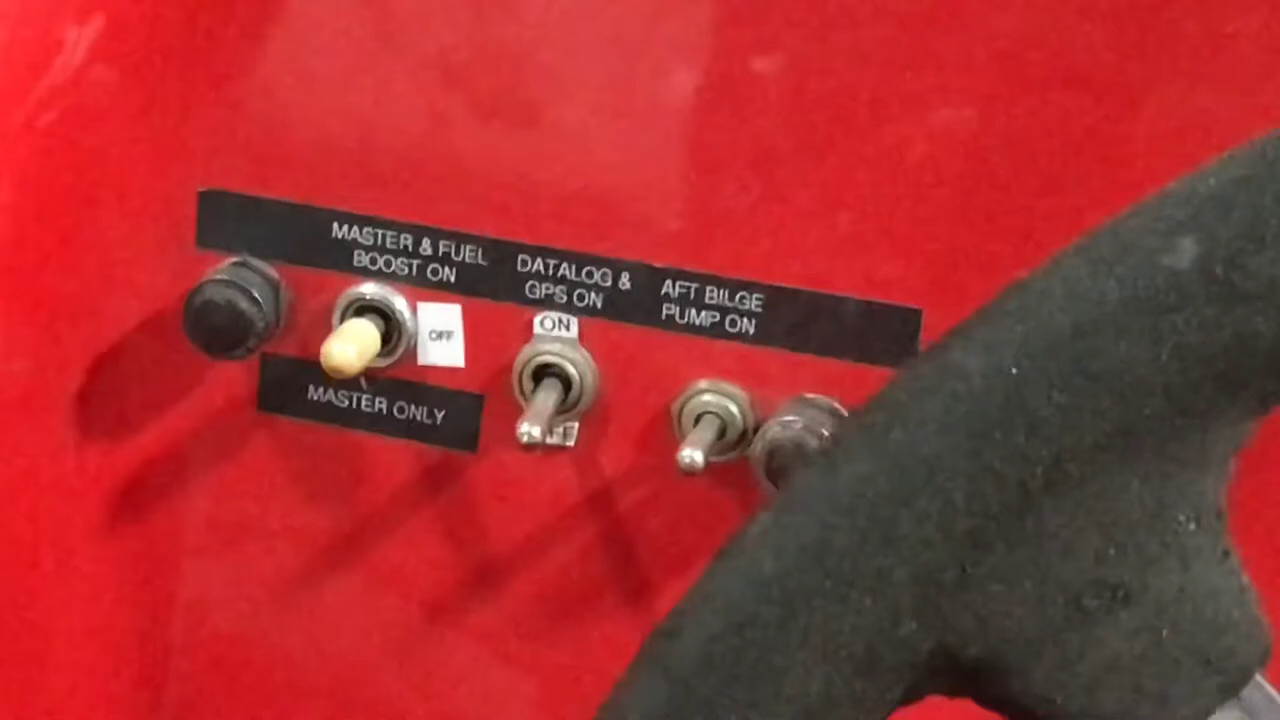 MASTER & FUEL
BOOST ON
DATALOG &
GPS ON
AFT BILGE
PUMP ON
ON
OFF
MASTER ONLY